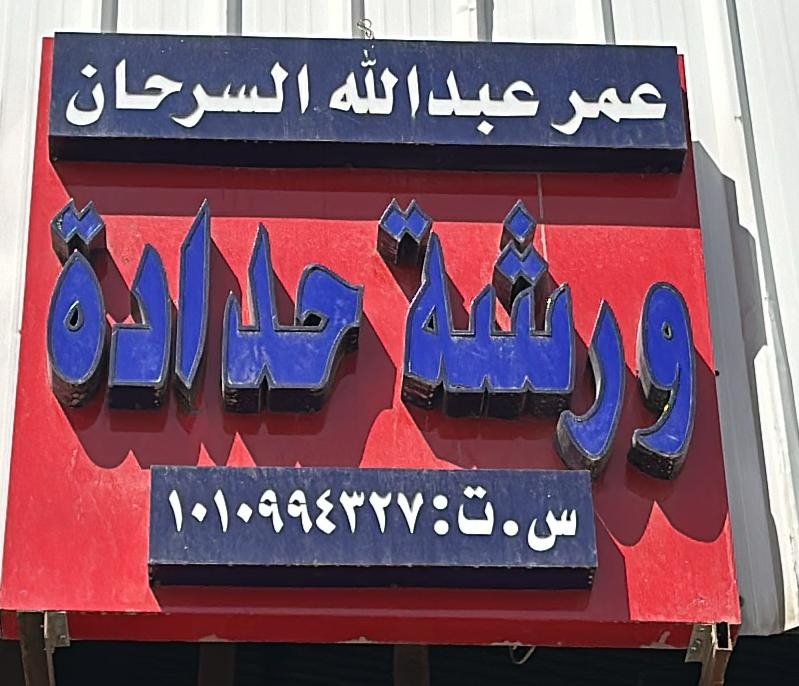 عمر عبدالله السرحان
ورشة حدادة
س.ت: ١٠١٠٩٩٤٣٢٧